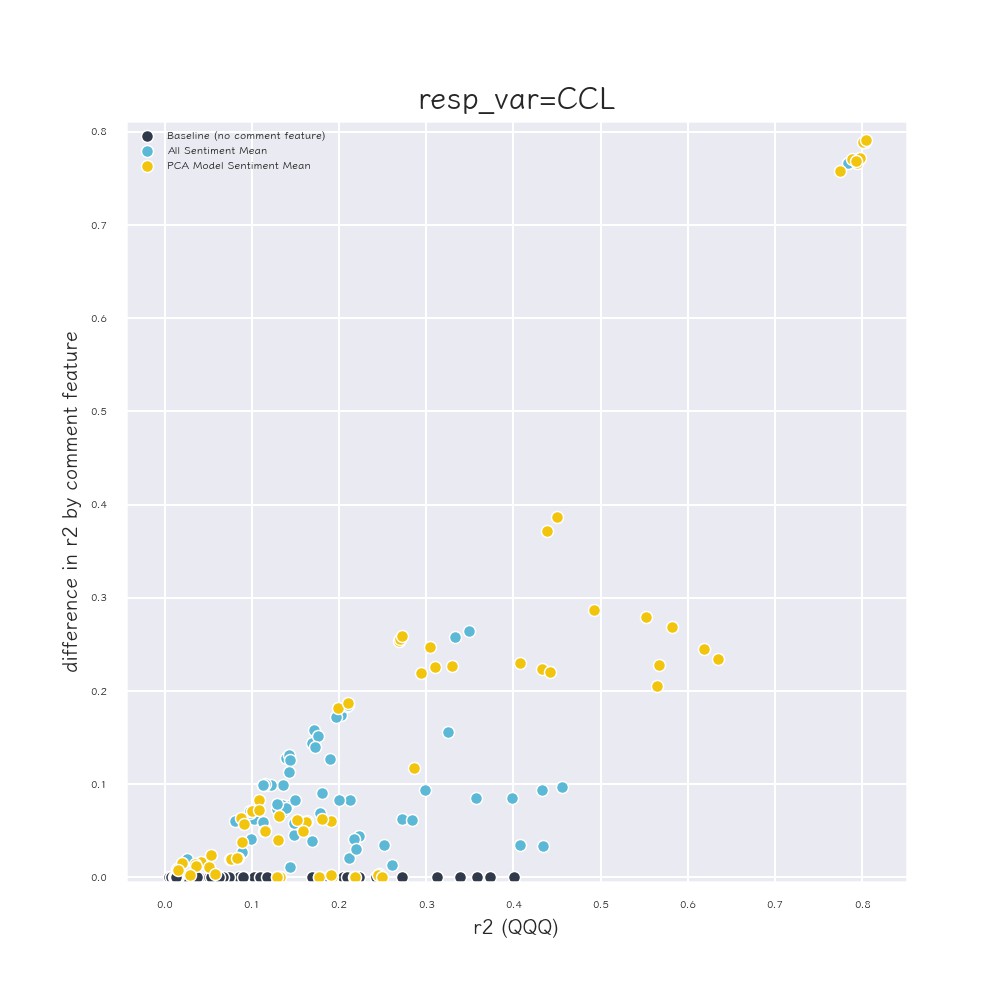 resp_var=CCL
Baseline (no comment feature)
All Sentiment Mean
PCA Model Sentiment Mean
difference in r2 by comment feature
0.8
0.7
0.6
0.5
0.4
0.3
0.2
0.1
0.0
0.0 0.1 0.2 0.3 0.4 0.5 0.6 0.7 0.8
r2 (QQQ)